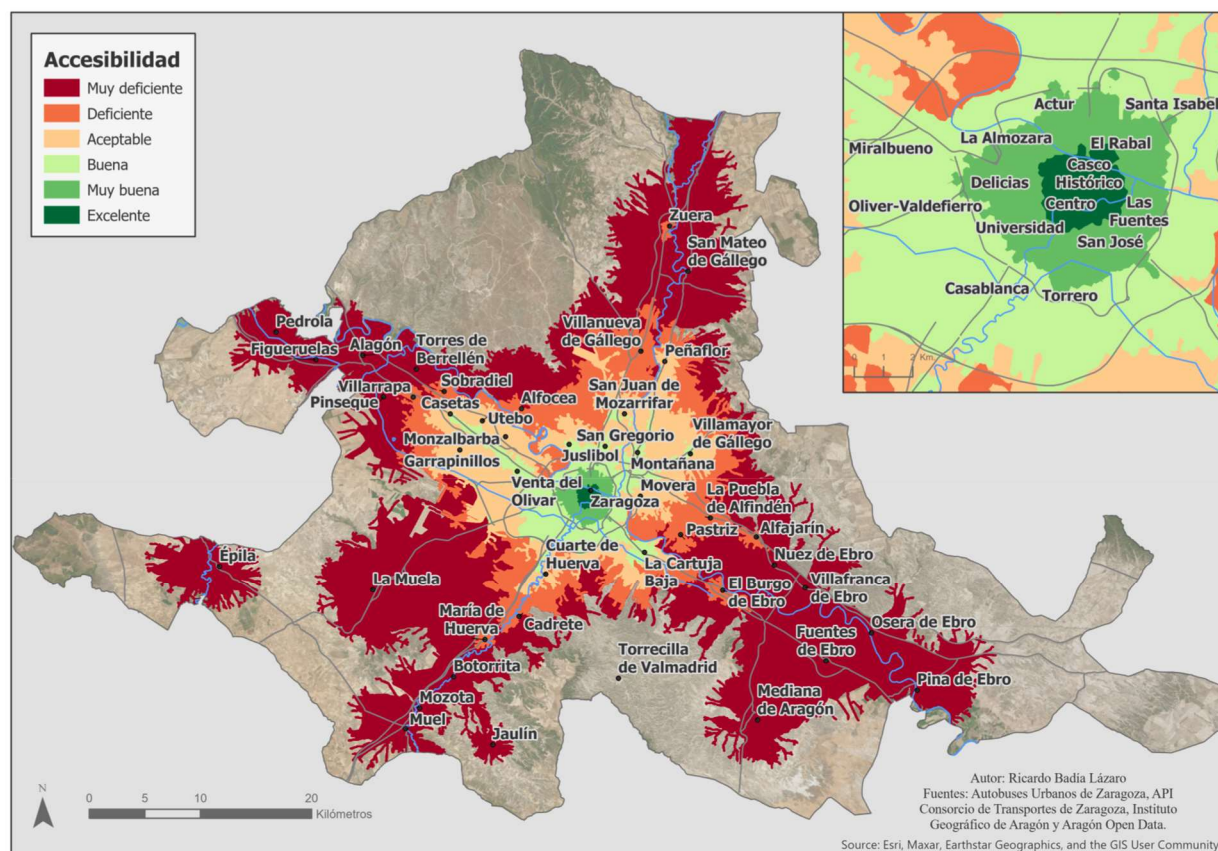 Accesibilidad
Muy deficiente
Deficiente
Aceptable
Buena
Muy buena
Excelente
Actur
Santa Isabel
La Almozara
El Rabal
Miralbueno
Casco
Histórico
Delicias
Oliver-Valdefierro
Centro
Las
Fuentes
Universidad
San José
Casablanca
Torrero
0 1 2 Km
Zuera
San Mateo
de Gállego
Pedrola
Figueruelas
Alagón
Torres de
Berrellén
Villanueva
de Gállego
Peñaflor
Villarrapa
Pinseque
Sobradiel
Casetas
Alfocea
Utebo
San Juan de
Mozarrifar
Monzalbarba
Garrapinillos
San Gregorio
Juslibol
Villamayor
de Gállego
Montañana
Venta del
Olivar
Movera
Zaragoza
La Puebla
de Alfindén
Pastriz
Alfajarín
Épila
La Muela
Cuarte de
Huerva
La Cartuja
Baja
Nuez de Ebro
El Burgo
de Ebro
Villafranca
de Ebro
María de
Huerva
Cadrete
Osera de Ebro
Fuentes
de Ebro
Botorrita
Torrecilla
de Valmadrid
Pina de Ebro
Mozota
Muel
Mediana
de Aragón
Jaulín
N
0 5 10 20
Kilómetros
Autor: Ricardo Badía Lázaro
Fuentes: Autobuses Urbanos de Zaragoza, API
Consorcio de Transportes de Zaragoza, Instituto
Geográfico de Aragón y Aragón Open Data.
Source: Esri, Maxar, Earthstar Geographics, and the GIS User Community